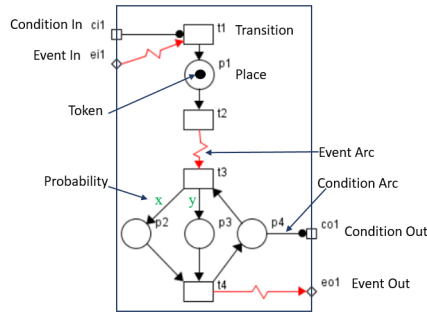 Condition In ci1
t1 Transition
Event In ei1
p1
Place
Token
t2
Event Arc
t3
Probability
Condition Arc
x y
p2 p3 p4 co1
Condition Out
eo1 Event Out
t4